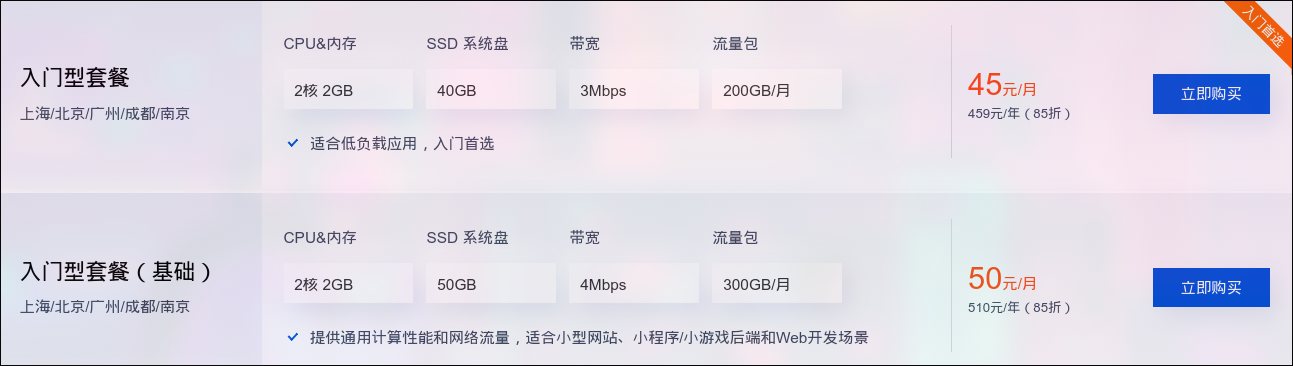 入门首选
CPU&内存 SSD 系统盘 带宽 流量包
入门型套餐
2核 2GB 40GB 3Mbps 200GB/月
45元/月
立即购买
上海/北京/广州/成都/南京
459元/年（85折）
适合低负载应用，入门首选
CPU&内存 SSD 系统盘 带宽 流量包
入门型套餐（基础）
2核 2GB 50GB 4Mbps 300GB/月
50元/月
立即购买
上海/北京/广州/成都/南京
510元/年（85折）
提供通用计算性能和网络流量，适合小型网站、小程序/小游戏后端和Web开发场景